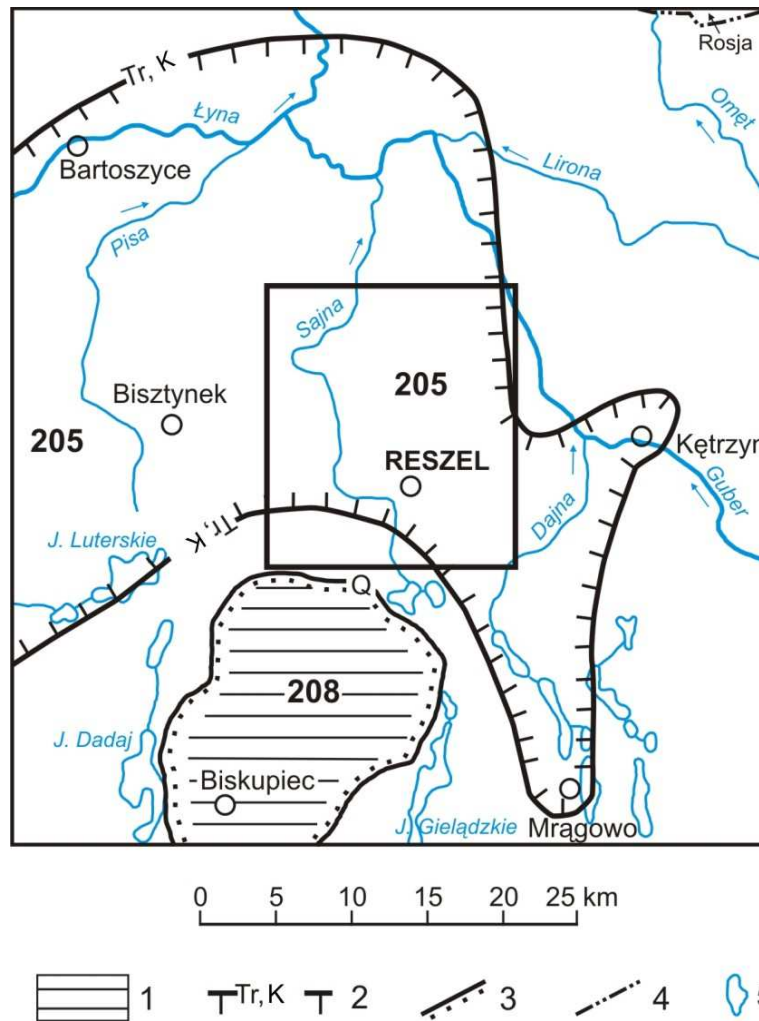 Rosja
Tr, K
Łyna
Omęt
Bartoszyce
Lirona
Pisa
Sajna
205
Bisztynek
205
RESZEL
Kętrzyn
Guber
Dajna
Tr, K
J. Luterskie
Q
208
J. Dadaj
Biskupiec
J. Gielądzkie
Mrągowo
0 5 10 15 20 25 km
1 Tr, K 2 3 4 5